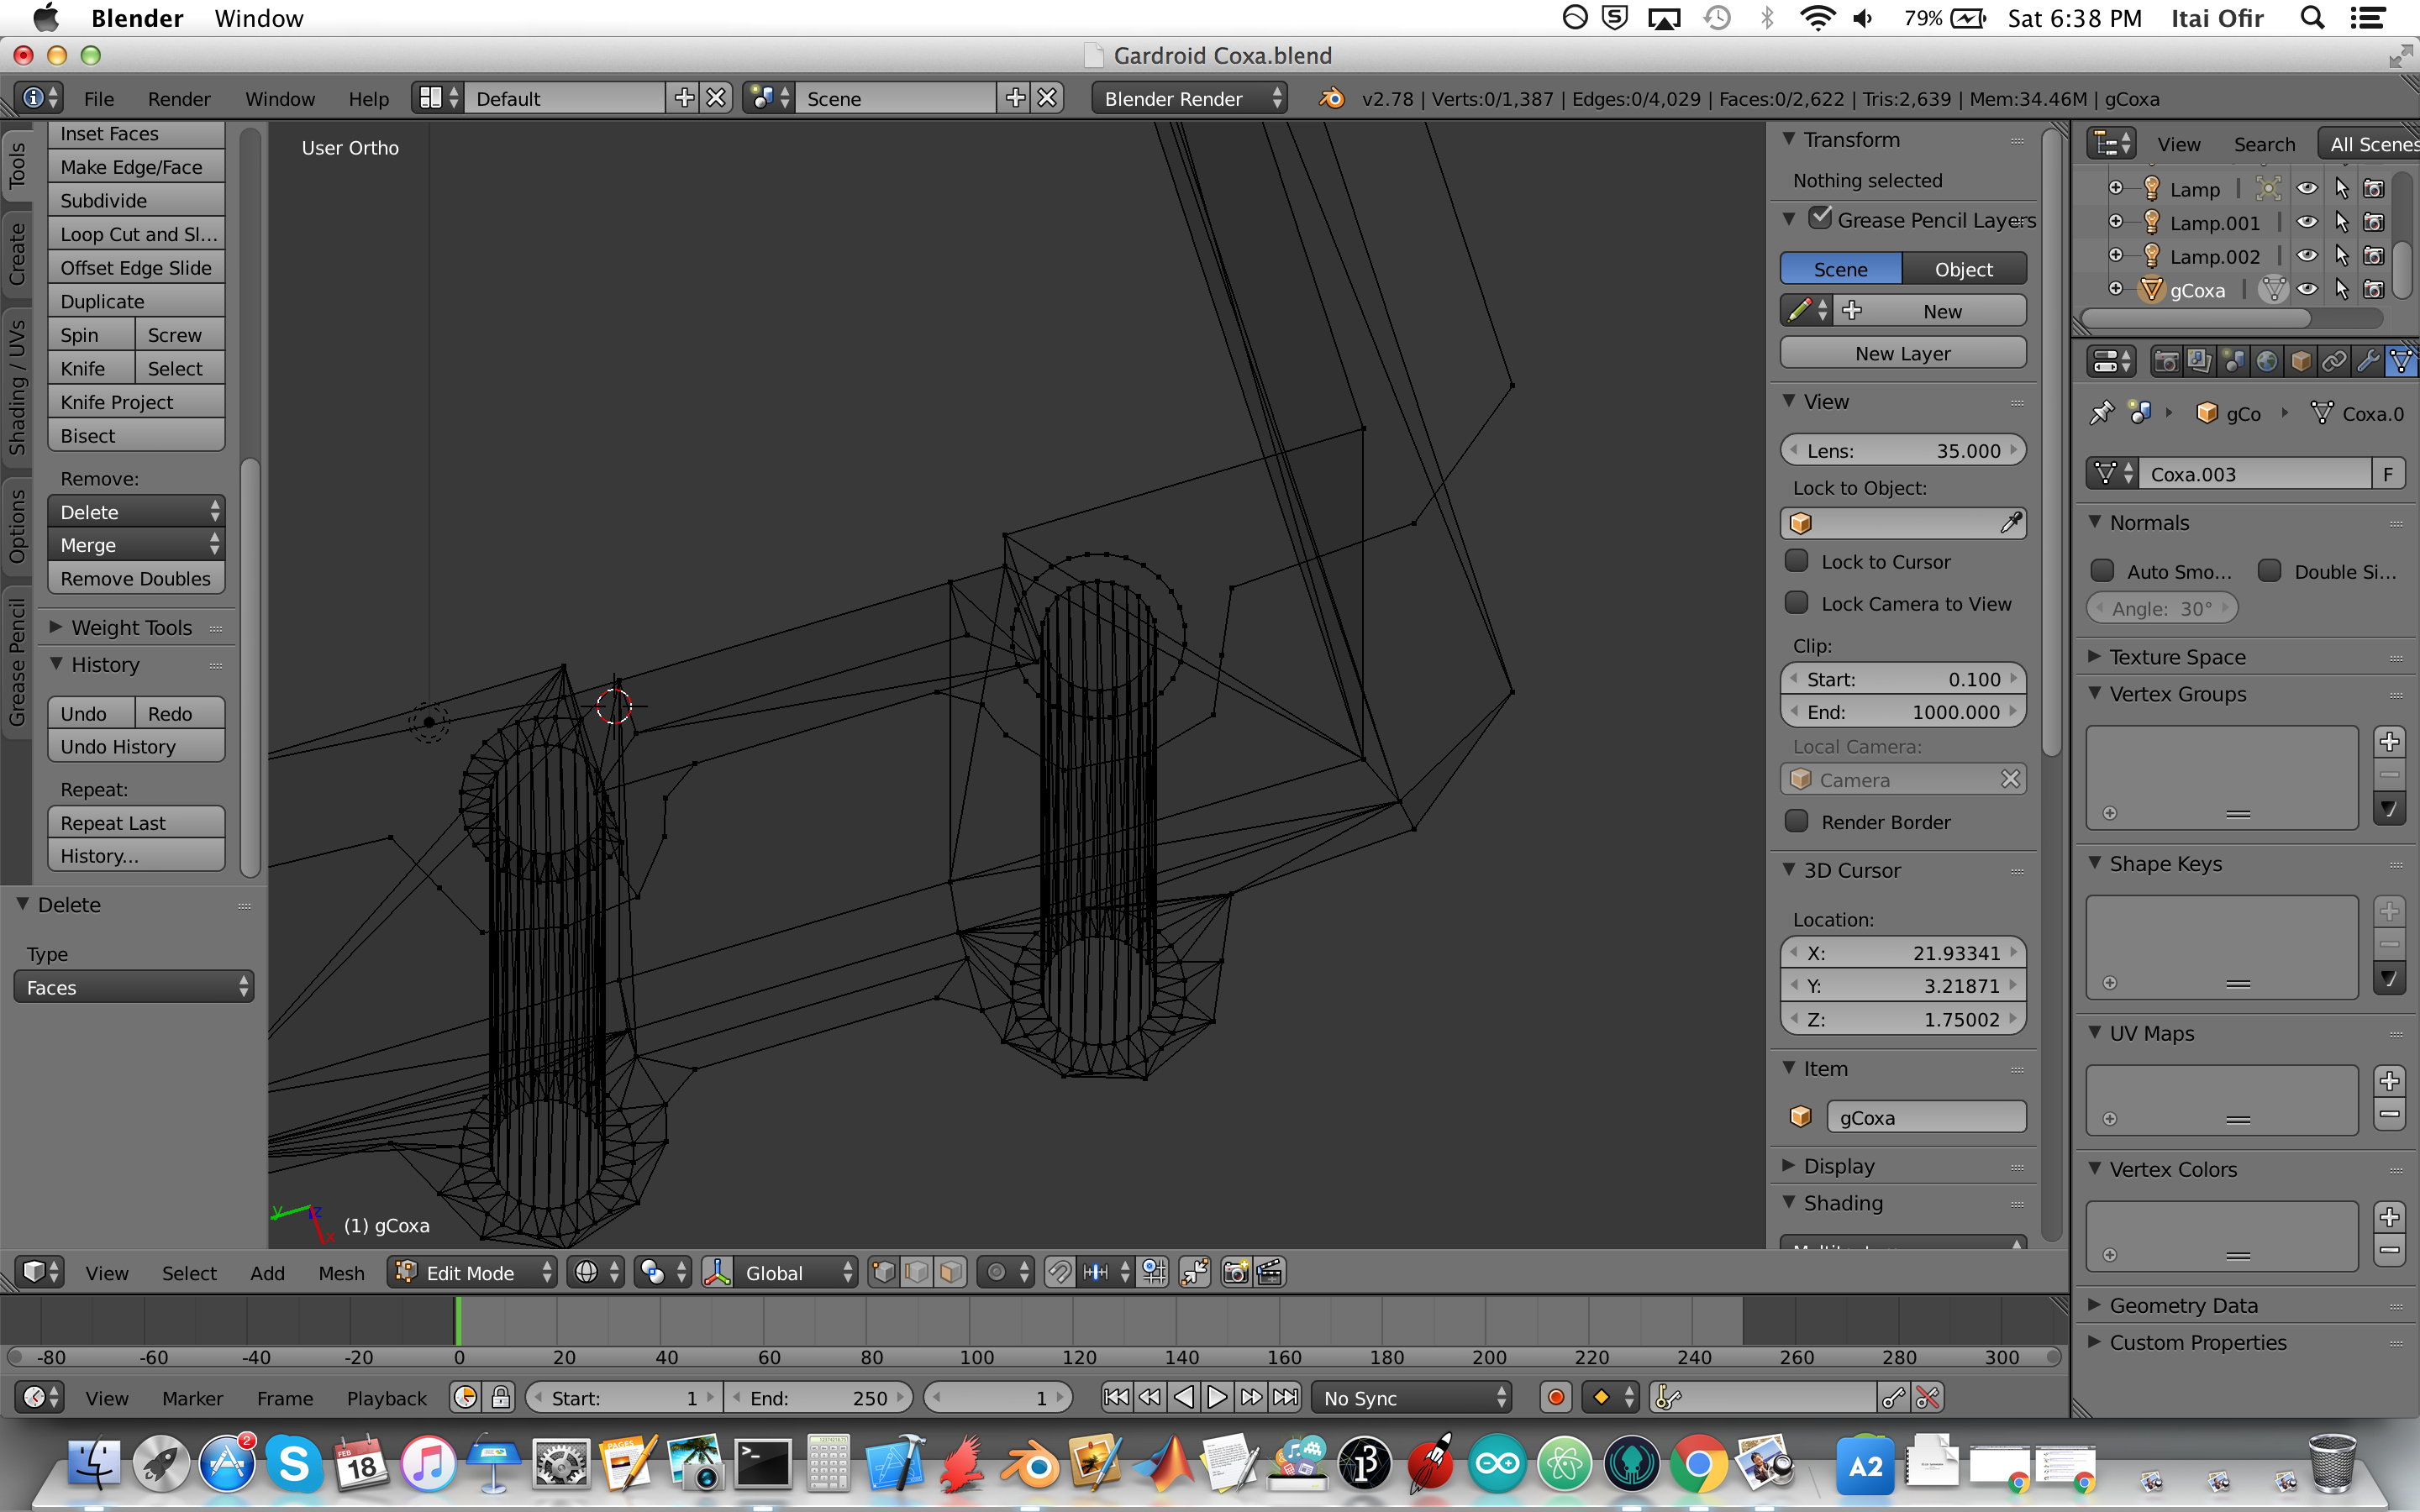 Blender Window
79% Sat 6:38 PM Itai Ofir
Gardroid Coxa.blend
File Render Window Help Default Scene Blender Render v2.78 | Verts:0/1,387 | Edges:0/4,029 | Faces:0/2,622 | Tris:2,639 | Mem:34.46M | gCoxa
Tools
Create
Shading / UVs
Options
Grease Pencil
Inset Faces
Make Edge/Face
Subdivide
Loop Cut and Sl...
Offset Edge Slide
Duplicate
Spin Screw
Knife Select
Knife Project
Bisect
Remove:
Delete
Merge
Remove Doubles
Weight Tools
History
Undo Redo
Undo History
Repeat:
Repeat Last
History...
Delete
Type
Faces
User Ortho
y z x
(1) gCoxa
Transform
Nothing selected
Grease Pencil Layers
Scene Object
New
New Layer
View
Lens: 35.000
Lock to Object:
Lock to Cursor
Lock Camera to View
Clip:
Start: 0.100
End: 1000.000
Local Camera:
Camera
Render Border
3D Cursor
Location:
X: 21.93341
Y: 3.21871
Z: 1.75002
Item
gCoxa
Display
Shading
View Search All Scenes
Lamp
Lamp.001
Lamp.002
gCoxa
gCo Coxa.0
Coxa.003 F
Normals
Auto Smo... Double Si...
Angle: 30°
Texture Space
Vertex Groups
Shape Keys
UV Maps
Vertex Colors
Geometry Data
Custom Properties
View Select Add Mesh Edit Mode Global
-80 -60 -40 -20 0 20 40 60 80 100 120 140 160 180 200 220 240 260 280 300
View Marker Frame Playback Start: 1 End: 250 1 No Sync
2
FEB
18
PAGES
A2